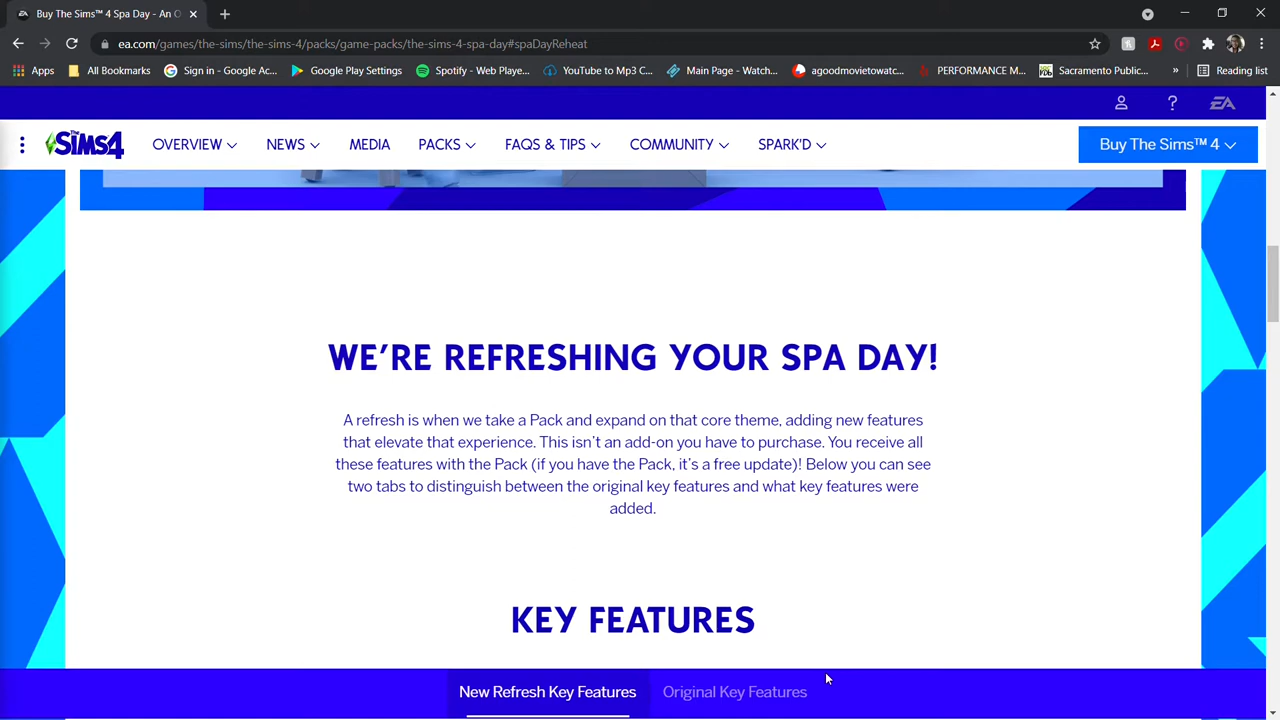 Buy The Sims™ 4 Spa Day - An O
ea.com/games/the-sims/the-sims-4/packs/game-packs/the-sims-4-spa-day#spaDayReheat
Apps All Bookmarks Sign in - Google Ac... Google Play Settings Spotify - Web Playe... YouTube to Mp3 C... Main Page - Watch... agoodmovietowatc... PERFORMANCE M... Sacramento Public... » Reading list
EA
The SiMS4 OVERVIEW NEWS MEDIA PACKS FAQS & TIPS COMMUNITY SPARK'D Buy The Sims™ 4
WE'RE REFRESHING YOUR SPA DAY!
A refresh is when we take a Pack and expand on that core theme, adding new features
that elevate that experience. This isn't an add-on you have to purchase. You receive all
these features with the Pack (if you have the Pack, it's a free update)! Below you can see
two tabs to distinguish between the original key features and what key features were
added.
KEY FEATURES
New Refresh Key Features Original Key Features